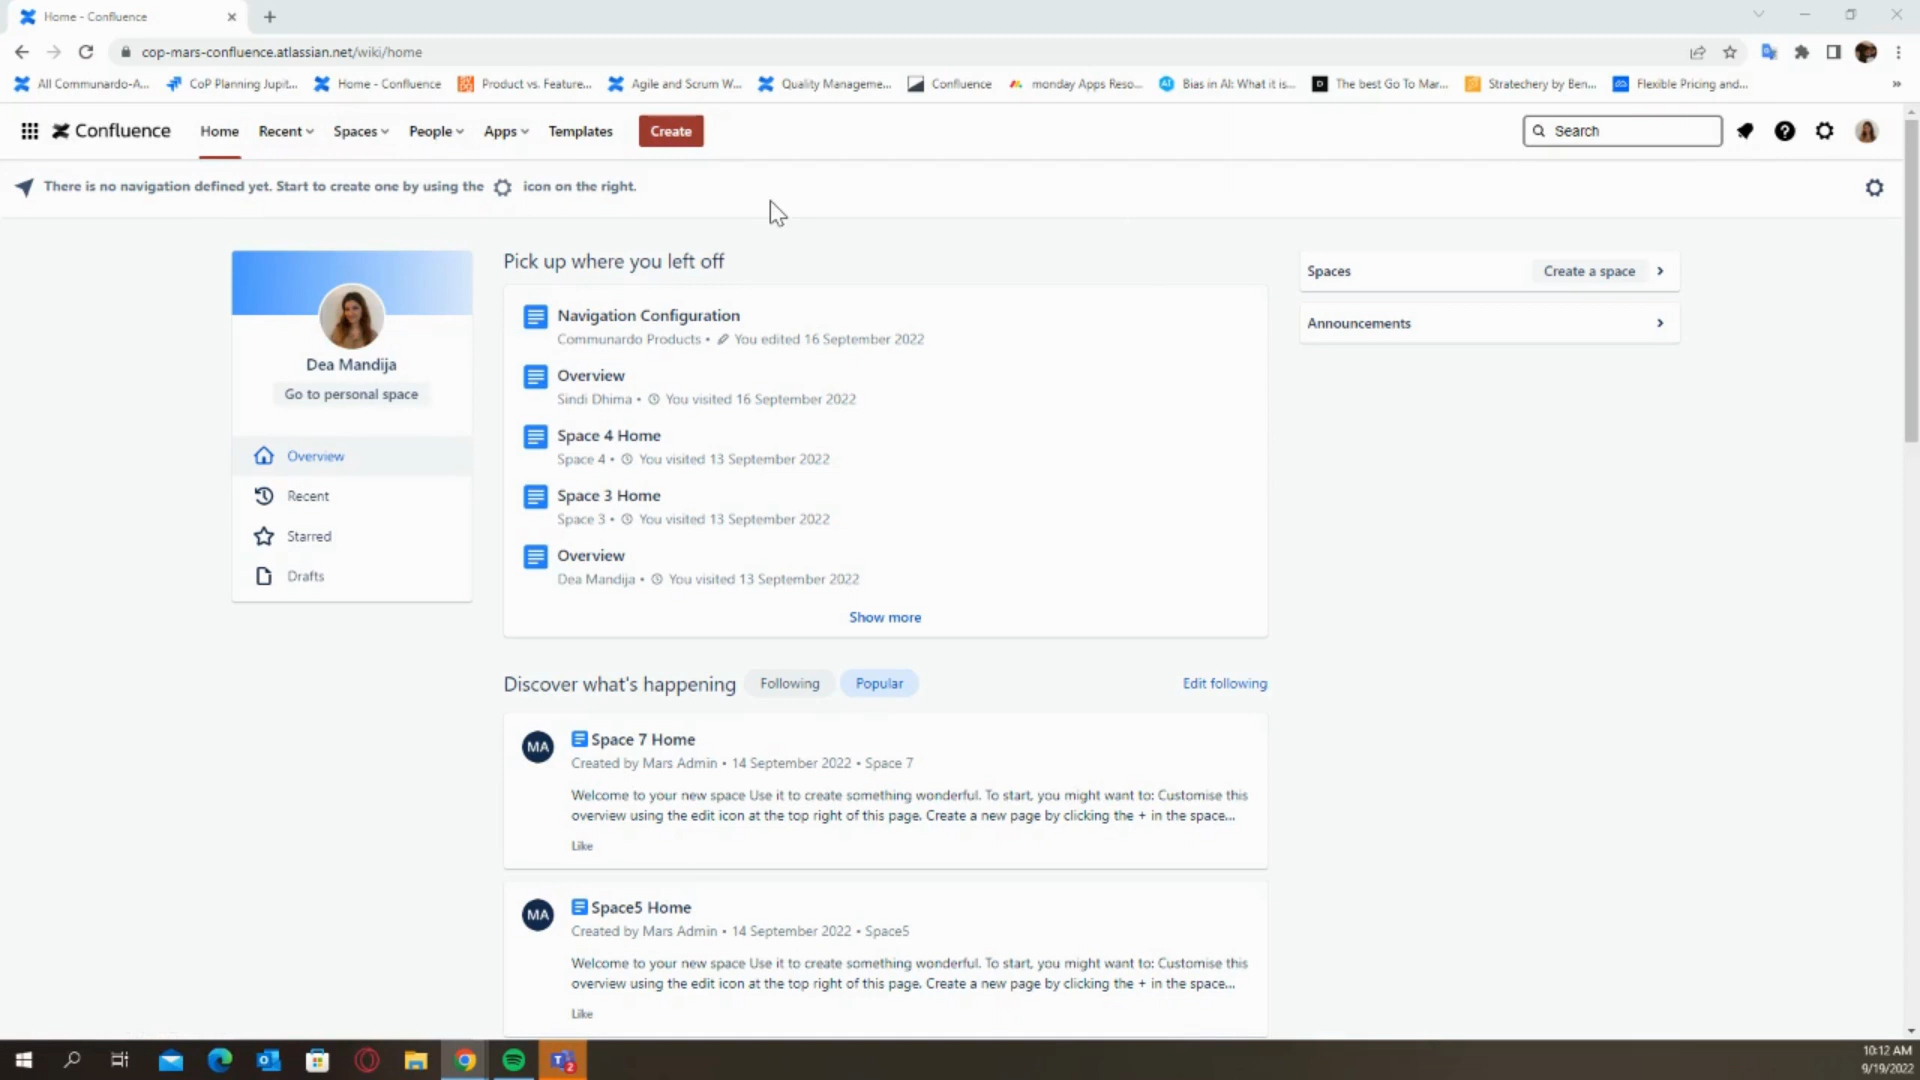 Home - Confluence
cop-mars-confluence.atlassian.net/wiki/home
All Communardo-A... CoP Planning Jupit... Home - Confluence Product vs. Feature... Agile and Scrum W... Quality Manageme... Confluence monday Apps Reso... Bias in AI: What it is... The best Go To Mar... Stratechery by Ben... Flexible Pricing and... »
Confluence Home Recent Spaces People Apps Templates Create Search
There is no navigation defined yet. Start to create one by using the icon on the right.
Dea Mandija
Go to personal space
Overview
Recent
Starred
Drafts
Pick up where you left off
Navigation Configuration
Communardo Products • You edited 16 September 2022
Overview
Sindi Dhima • You visited 16 September 2022
Space 4 Home
Space 4 • You visited 13 September 2022
Space 3 Home
Space 3 • You visited 13 September 2022
Overview
Dea Mandija • You visited 13 September 2022
Show more
Spaces Create a space
Announcements
Discover what's happening Following Popular Edit following
MA Space 7 Home
Created by Mars Admin • 14 September 2022 • Space 7
Welcome to your new space Use it to create something wonderful. To start, you might want to: Customise this
overview using the edit icon at the top right of this page. Create a new page by clicking the + in the space...
Like
MA Space5 Home
Created by Mars Admin • 14 September 2022 • Space5
Welcome to your new space Use it to create something wonderful. To start, you might want to: Customise this
overview using the edit icon at the top right of this page. Create a new page by clicking the + in the space...
Like
10:12 AM
9/19/2022